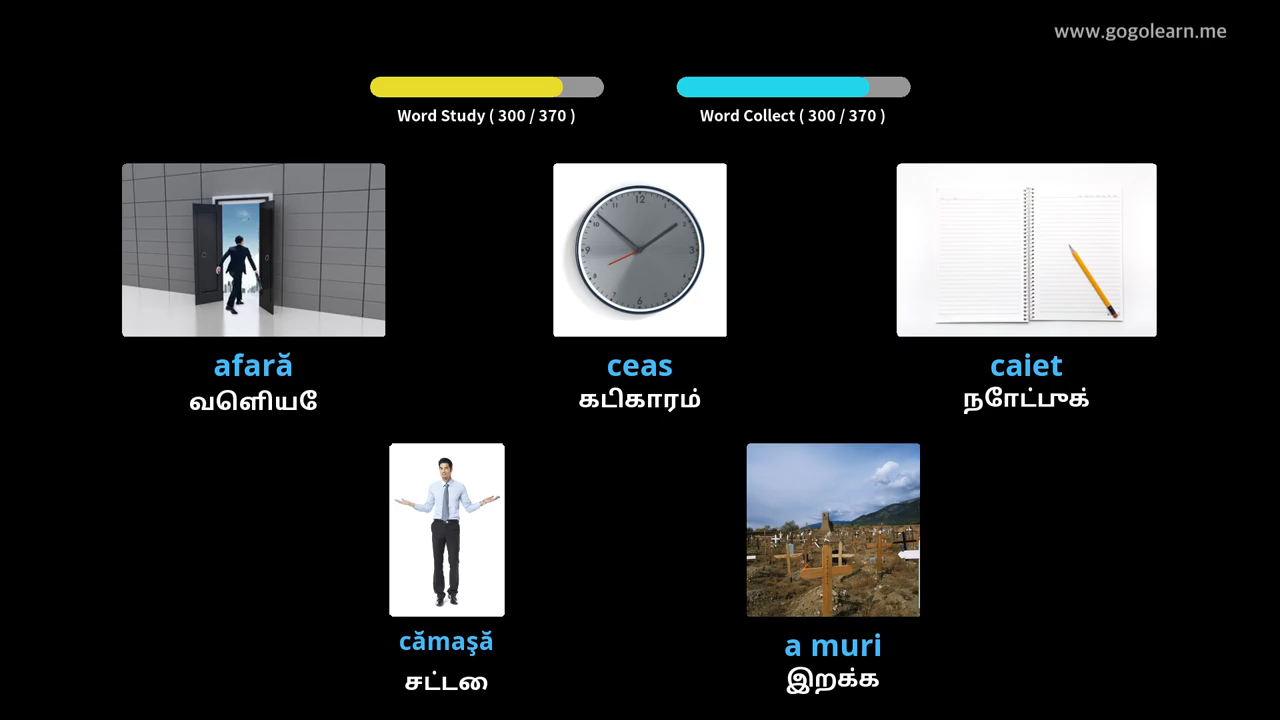 www.gogolearn.me
Word Study ( 300 / 370 )
Word Collect ( 300 / 370 )
afară
வெளியே
ceas
கடிகாரம்
caiet
நோட்புக்
cămaşă
சட்டை
a muri
இறக்க